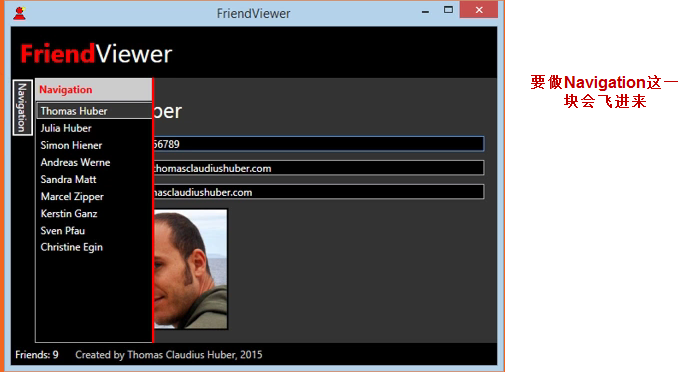 FriendViewer
FriendViewer
Navigation
Navigation
Thomas Huber
Julia Huber
Simon Hiener
Andreas Werne
Sandra Matt
Marcel Zipper
Kerstin Ganz
Sven Pfau
Christine Egin
ber
56789
thomasclaudiushuber.com
nasclaudiushuber.com
Friends: 9 Created by Thomas Claudius Huber, 2015
要做Navigation这一
块会飞进来